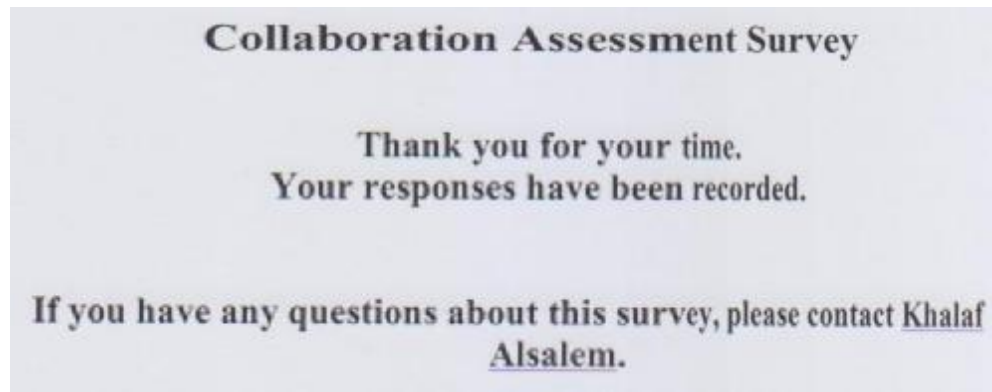 Collaboration Assessment Survey
Thank you for your time.
Your responses have been recorded.
If you have any questions about this survey, please contact Khalaf
Alsalem.